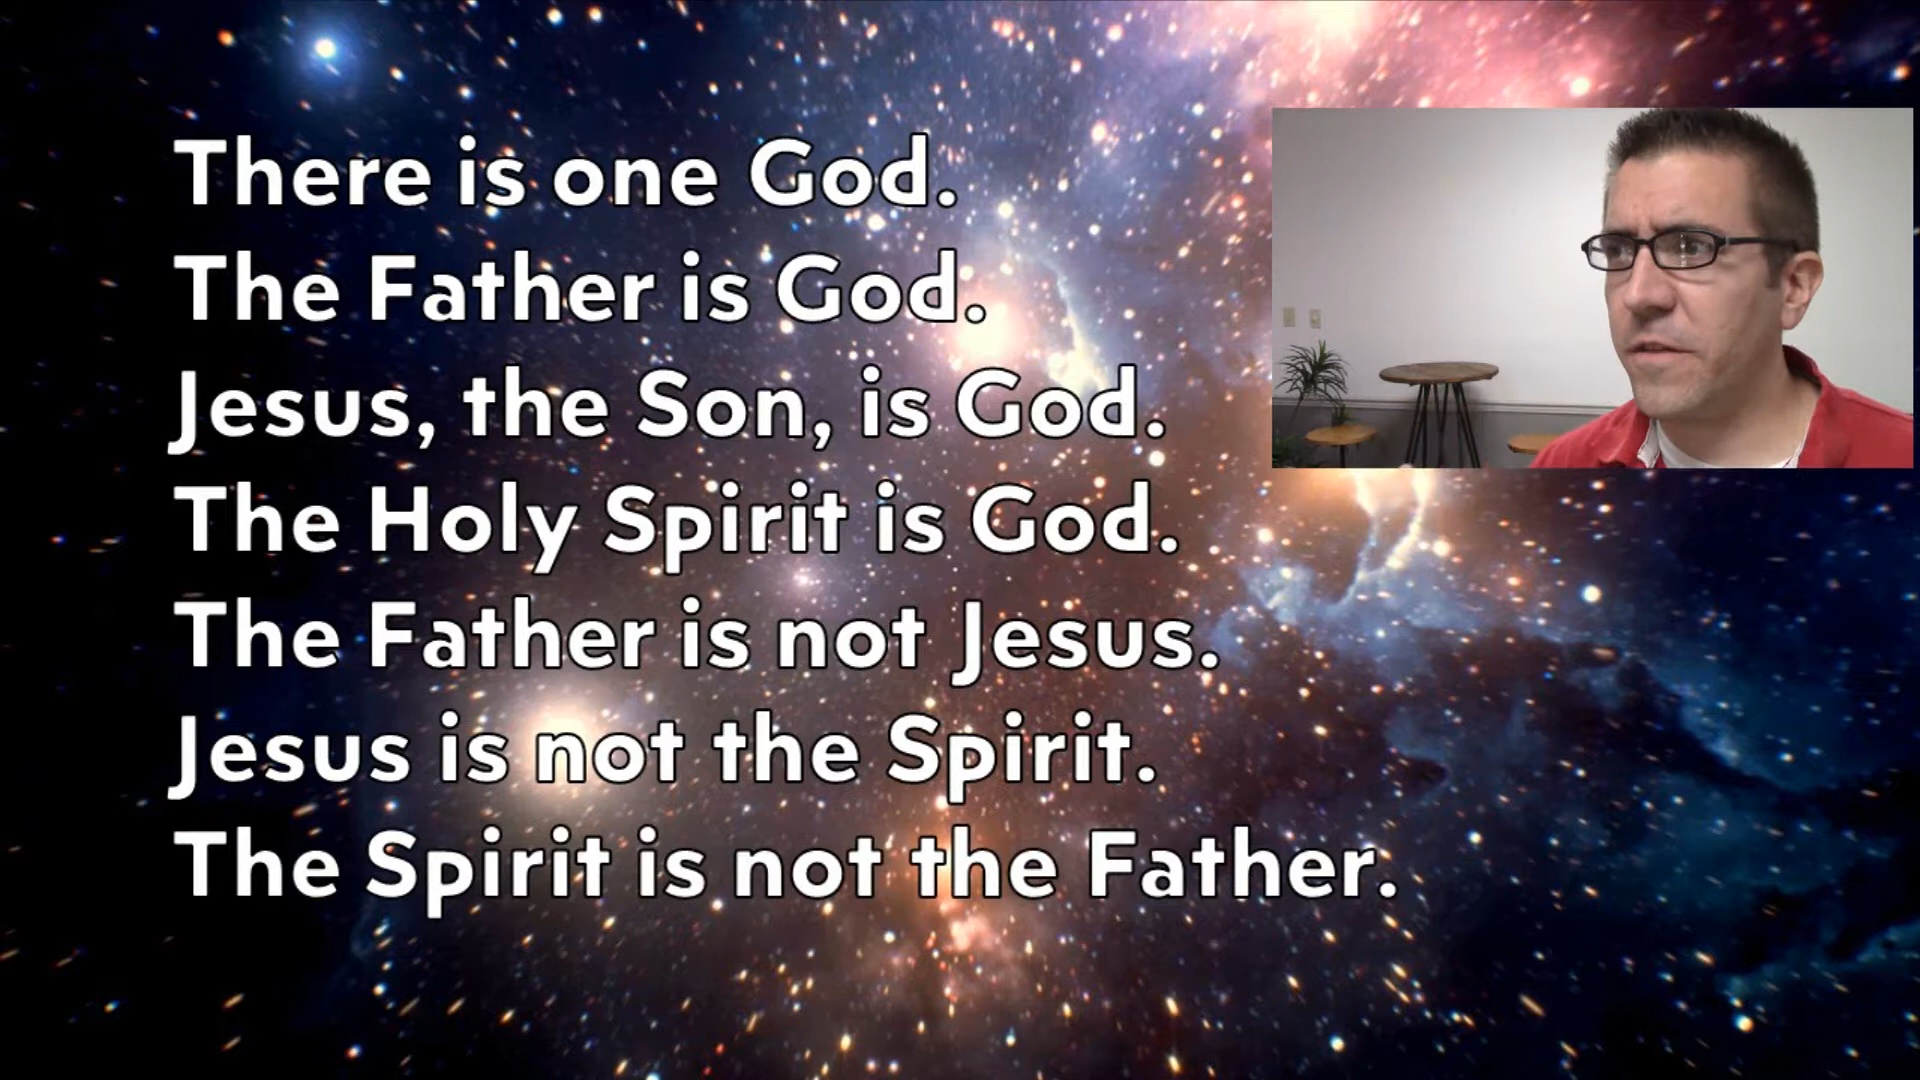 There is one God.
The Father is God.
Jesus, the Son, is God.
The Holy Spirit is God.
The Father is not Jesus.
Jesus is not the Spirit.
The Spirit is not the Father.